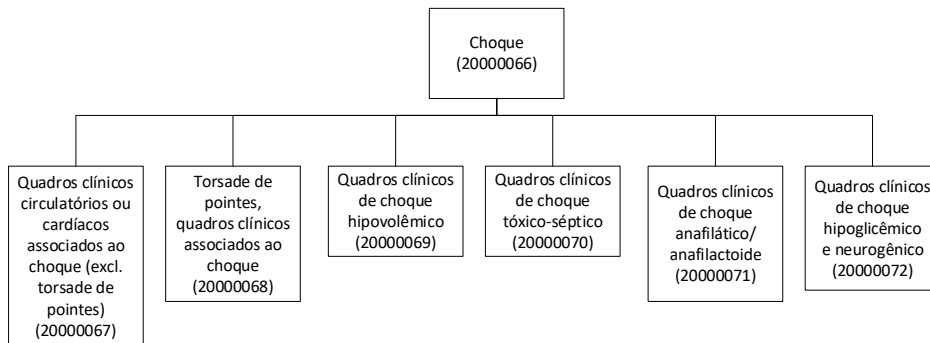 Choque
(20000066)
Quadros clínicos
circulatórios ou
cardíacos
associados ao
choque (excl.
torsade de
pointes)
(20000067)
Torsade de
pointes,
quadros clínicos
associados ao
choque
(20000068)
Quadros clínicos
de choque
hipovolêmico
(20000069)
Quadros clínicos
de choque
tóxico-séptico
(20000070)
Quadros clínicos
de choque
anafilático/
anafilactoide
(20000071)
Quadros clínicos
de choque
hipoglicêmico
e neurogênico
(20000072)